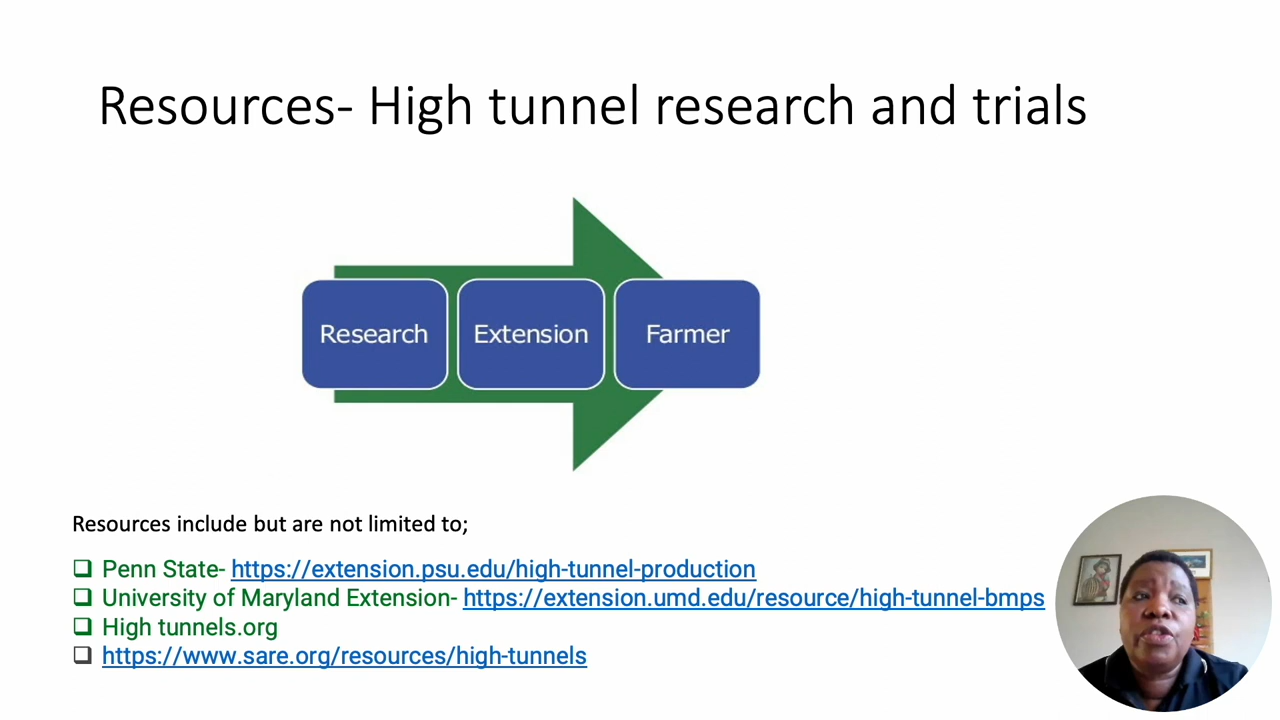 Resources- High tunnel research and trials
Research
Extension
Farmer
Resources include but are not limited to;
Penn State- https://extension.psu.edu/high-tunnel-production
University of Maryland Extension- https://extension.umd.edu/resource/high-tunnel-bmps
High tunnels.org
https://www.sare.org/resources/high-tunnels